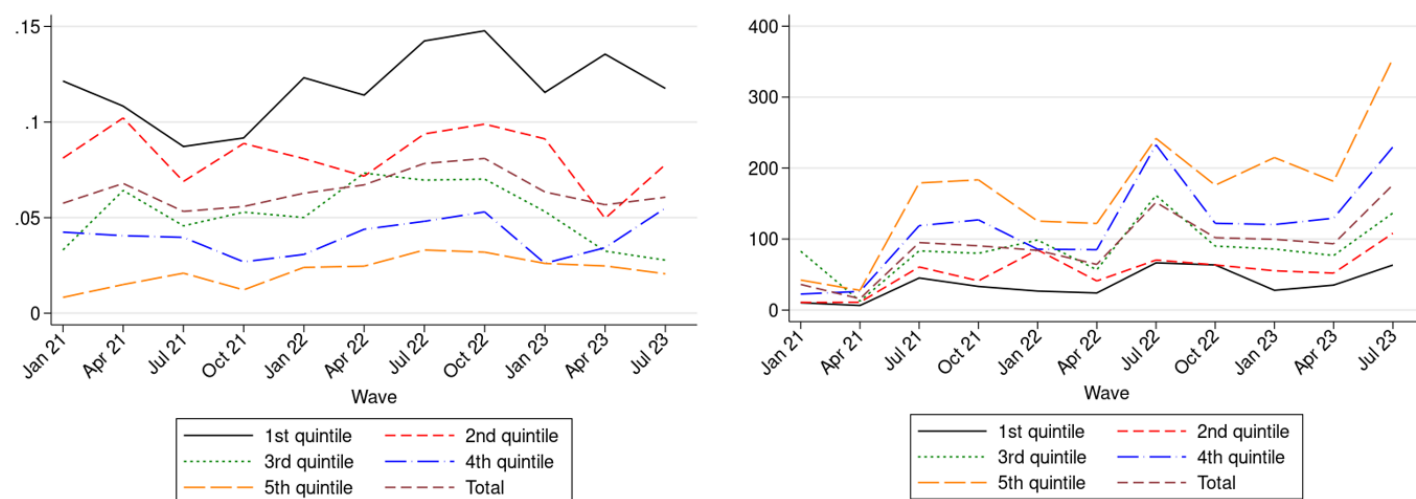 .15
.1
.05
0
Jan 21
Apr 21
Jul 21
Oct 21
Jan 22
Apr 22
Jul 22
Oct 22
Jan 23
Apr 23
Jul 23
Wave
1st quintile
2nd quintile
3rd quintile
4th quintile
5th quintile
Total
400
300
200
100
0
Jan 21
Apr 21
Jul 21
Oct 21
Jan 22
Apr 22
Jul 22
Oct 22
Jan 23
Apr 23
Jul 23
Wave
1st quintile
2nd quintile
3rd quintile
4th quintile
5th quintile
Total